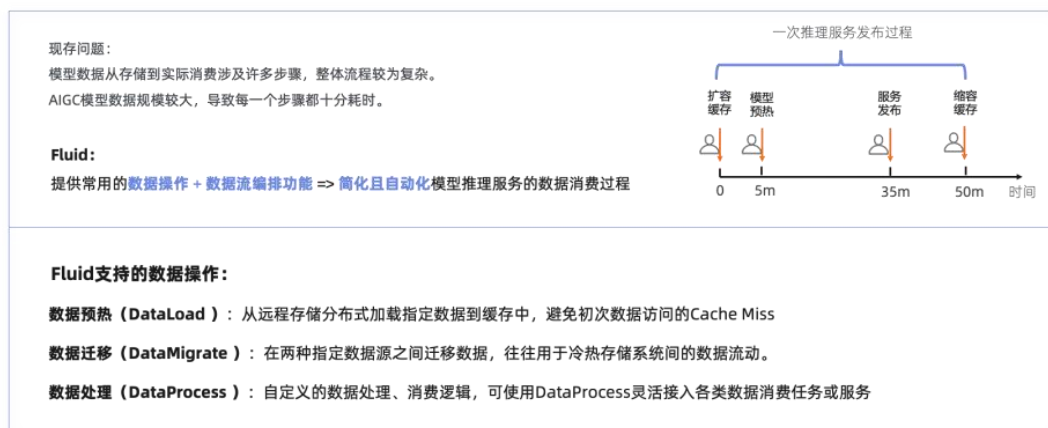 现存问题：
模型数据从存储到实际消费涉及许多步骤，整体流程较为复杂。
AIGC模型数据规模较大，导致每一个步骤都十分耗时。
Fluid：
提供常用的数据操作 + 数据流编排功能 => 简化且自动化模型推理服务的数据消费过程
一次推理服务发布过程
扩容
缓存
模型
预热
服务
发布
缩容
缓存
0
5m
35m
50m
时间
Fluid支持的数据操作：
数据预热（DataLoad ）：从远程存储分布式加载指定数据到缓存中，避免初次数据访问的Cache Miss
数据迁移（DataMigrate ）：在两种指定数据源之间迁移数据，往往用于冷热存储系统间的数据流动。
数据处理（DataProcess ）：自定义的数据处理、消费逻辑，可使用DataProcess灵活接入各类数据消费任务或服务